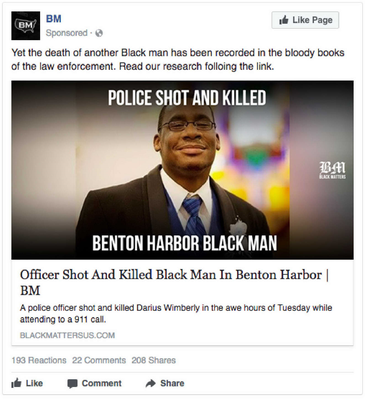 BM
BM
Like Page
Sponsored ·
Yet the death of another Black man has been recorded in the bloody books
of the law enforcement. Read our research folloing the link.
POLICE SHOT AND KILLED
BM
BLACK MATTERS
BENTON HARBOR BLACK MAN
Officer Shot And Killed Black Man In Benton Harbor |
BM
A police officer shot and killed Darius Wimberly in the awe hours of Tuesday while
attending to a 911 call.
BLACKMATTERSUS.COM
193 Reactions 22 Comments 208 Shares
Like Comment Share